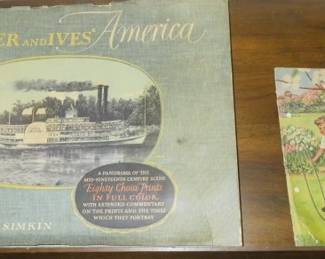 ER AND IVES' America
A PANORAMA OF THE
MID-NINETEENTH CENTURY SCENE
Eighty Choice Prints
IN FULL COLOR,
WITH EXTENDED COMMENTARY
ON THE PRINTS AND THE TIMES
WHICH THEY PORTRAY
SIMKIN